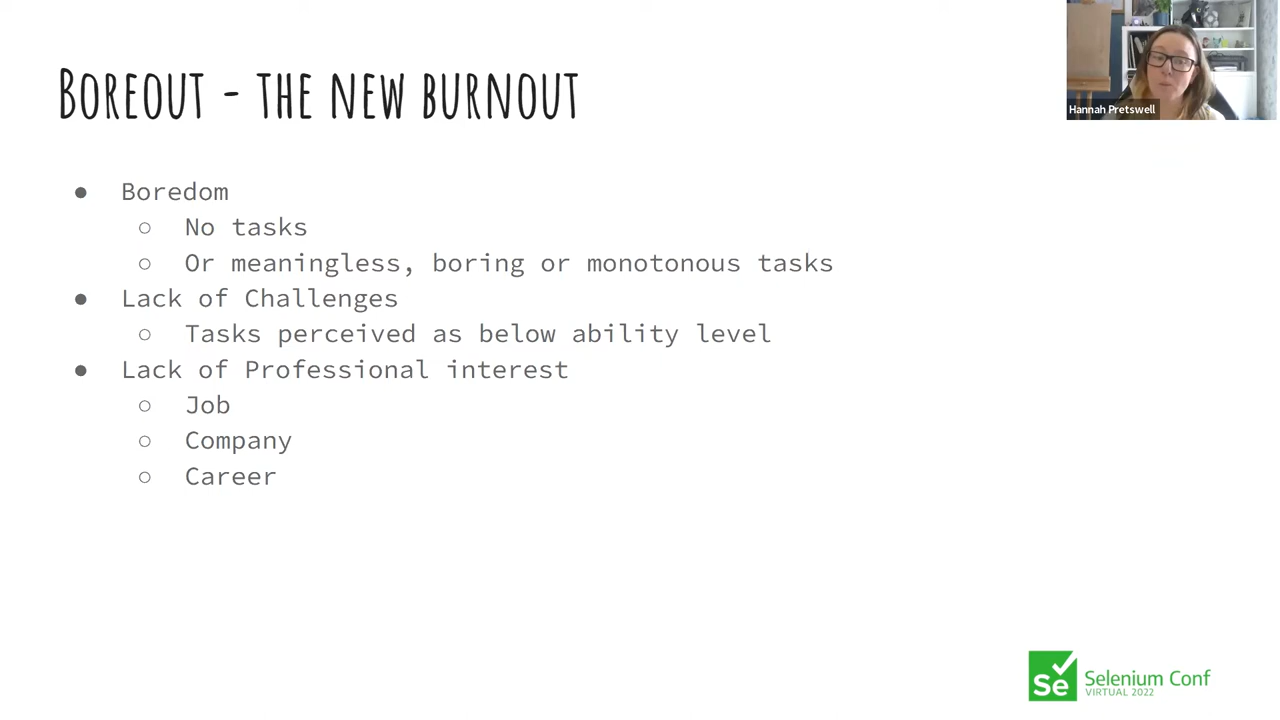 Boreout - the new burnout
Hannah Pretswell
● Boredom
○ No tasks
○ Or meaningless, boring or monotonous tasks
● Lack of Challenges
○ Tasks perceived as below ability level
● Lack of Professional interest
○ Job
○ Company
○ Career
Se Selenium Conf
VIRTUAL 2022